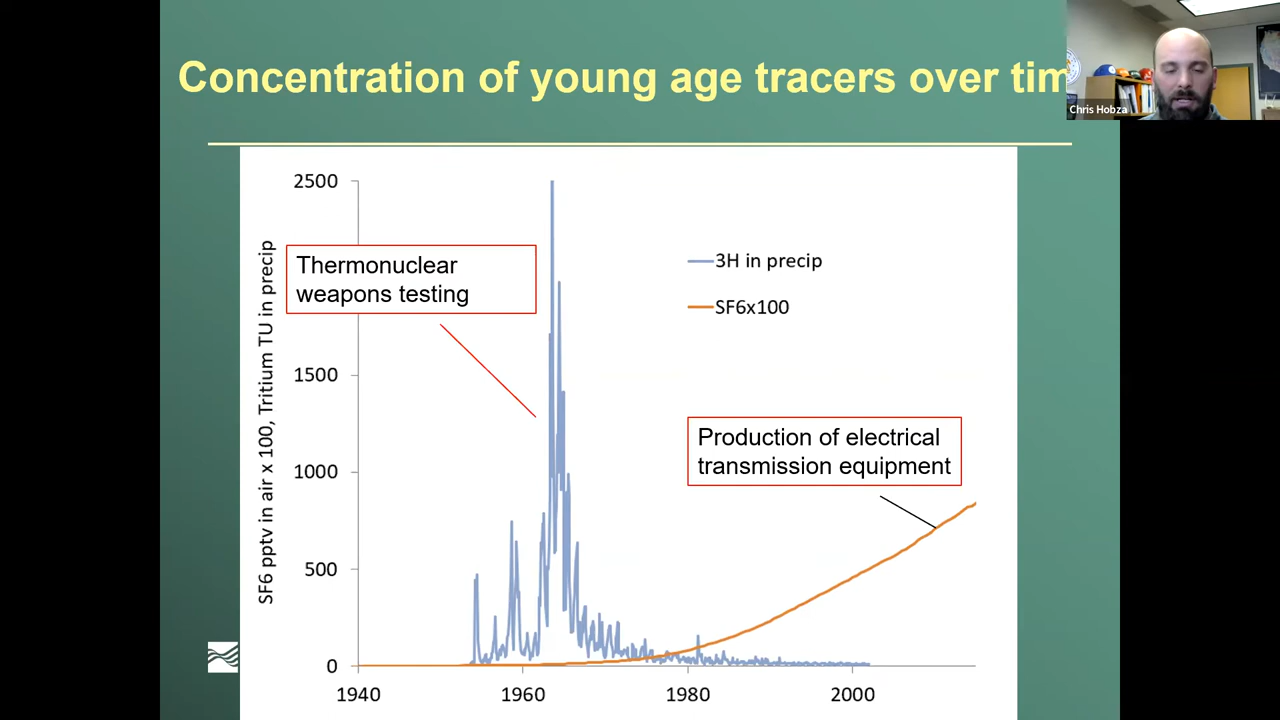 Concentration of young age tracers over tim
Chris Hobza
2500
1500
1000
500
0
SF6 pptv in air x 100, Tritium TU in precip
Thermonuclear
weapons testing
3H in precip
SF6x100
Production of electrical
transmission equipment
1940
1960
1980
2000